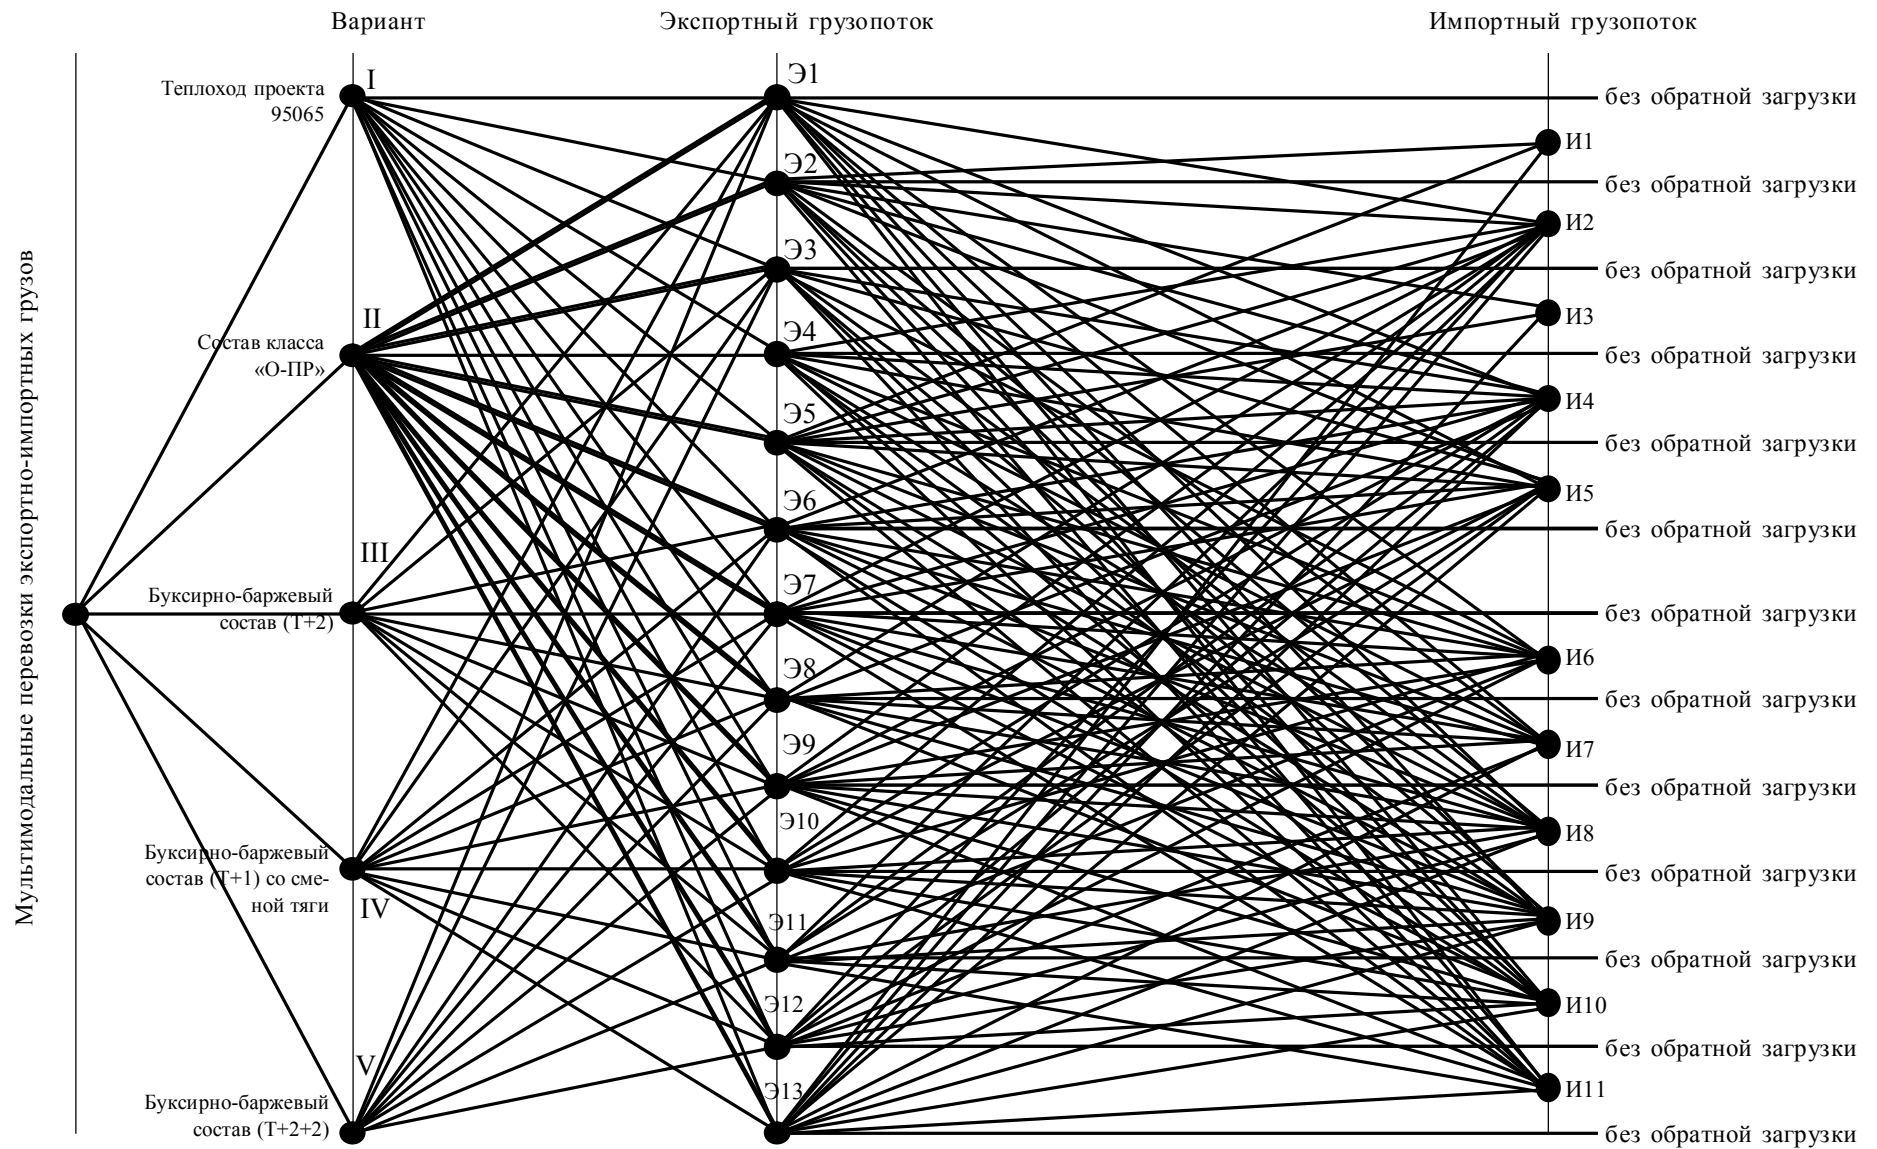 Вариант
Экспортный грузопоток
Импортный грузопоток
Мультимодальные перевозки экспортно-импортных грузов
I
Теплоход проекта
95065
II
Состав класса
«О-ПР»
III
Буксирно-баржевый
состав (Т+2)
Буксирно-баржевый
состав (Т+1) со сме-
ной тяги
IV
V
Буксирно-баржевый
состав (Т+2+2)
Э1
Э2
Э3
Э4
Э5
Э6
Э7
Э8
Э9
Э10
Э11
Э12
Э13
без обратной загрузки
И1
без обратной загрузки
И2
без обратной загрузки
И3
без обратной загрузки
И4
без обратной загрузки
И5
без обратной загрузки
без обратной загрузки
И6
без обратной загрузки
И7
без обратной загрузки
И8
без обратной загрузки
И9
без обратной загрузки
И10
без обратной загрузки
И11
без обратной загрузки